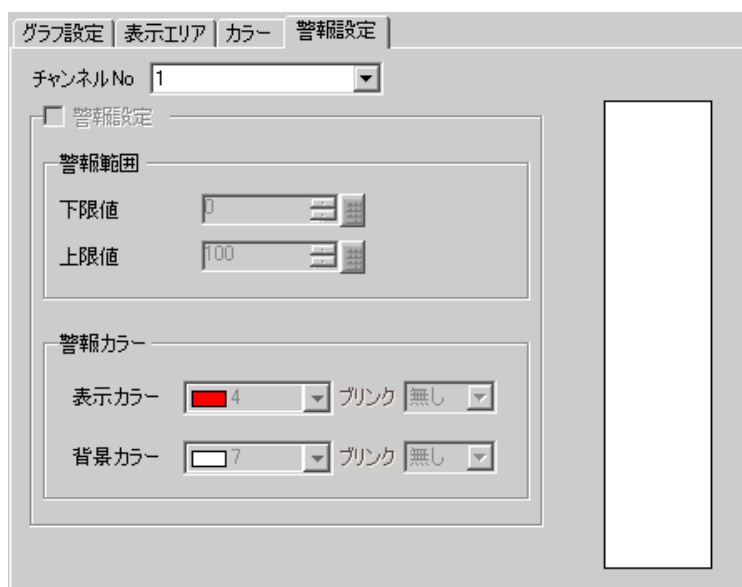 グラフ設定 表示エリア カラー 警報設定
チャンネルNo 1
警報設定
警報範囲
下限値 0
上限値 100
警報カラー
表示カラー 4 ブリンク 無し
背景カラー 7 ブリンク 無し